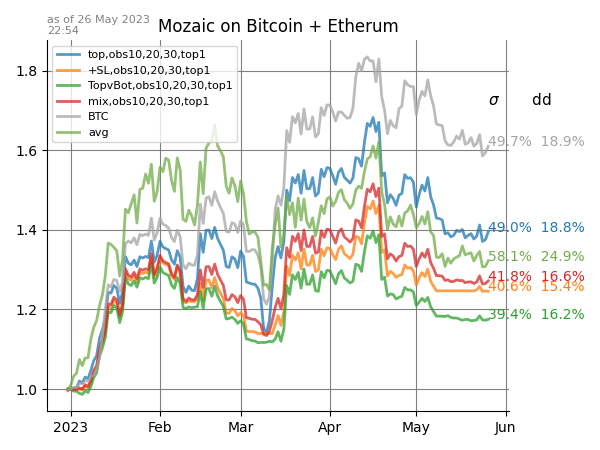 as of 26 May 2023
22:54
Mozaic on Bitcoin + Etherum
top,obs10,20,30,top1
+SL,obs10,20,30,top1
TopvBot,obs10,20,30,top1
mix,obs10,20,30,top1
BTC
avg
σ dd
49.7% 18.9%
49.0% 18.8%
58.1% 24.9%
41.8% 16.6%
40.6% 15.4%
39.4% 16.2%
1.8
1.6
1.4
1.2
1.0
2023 Feb Mar Apr May Jun